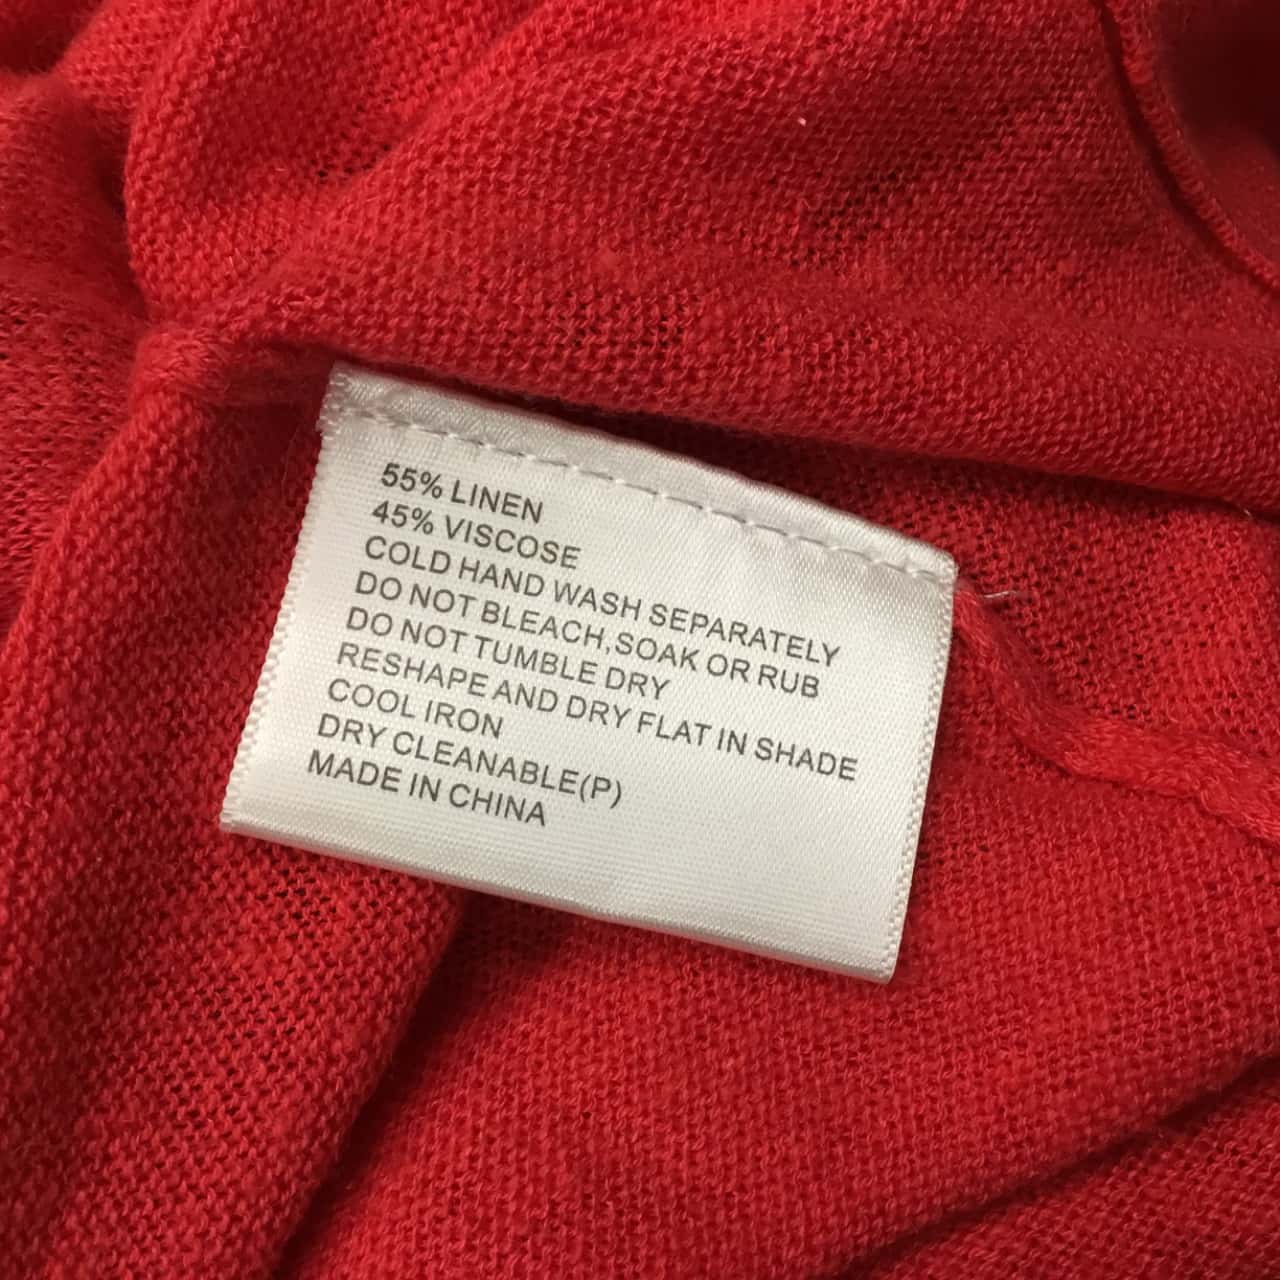 55% LINEN
45% VISCOSE
COLD HAND WASH SEPARATELY
DO NOT BLEACH,SOAK OR RUB
DO NOT TUMBLE DRY
RESHAPE AND DRY FLAT IN SHADE
COOL IRON
DRY CLEANABLE(P)
MADE IN CHINA